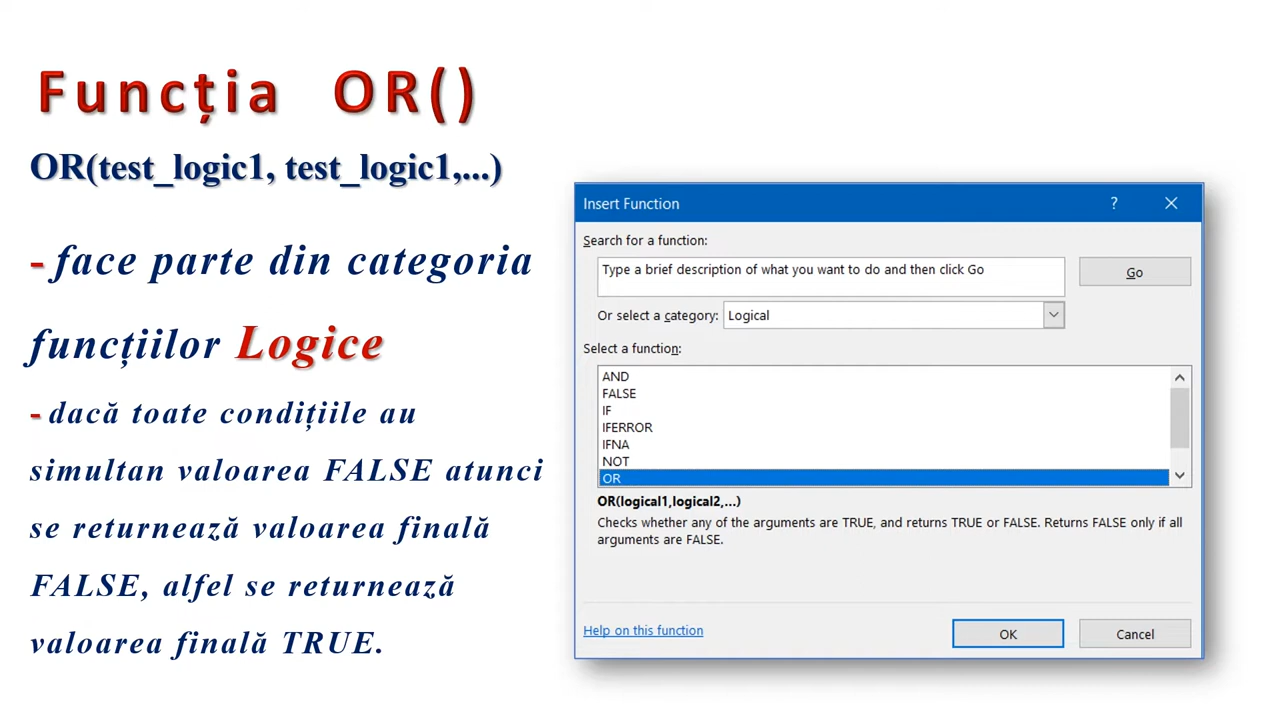 Funcția OR()
OR(test_logic1, test_logic1,...)
- face parte din categoria
funcțiilor Logice
- dacă toate condițiile au
simultan valoarea FALSE atunci
se returnează valoarea finală
FALSE, alfel se returnează
valoarea finală TRUE.
Insert Function ? ×
Search for a function:
Type a brief description of what you want to do and then click Go
Go
Or select a category: Logical
Select a function:
AND
FALSE
IF
IFERROR
IFNA
NOT
OR
OR(logical1,logical2,...)
Checks whether any of the arguments are TRUE, and returns TRUE or FALSE. Returns FALSE only if all
arguments are FALSE.
Help on this function
OK Cancel